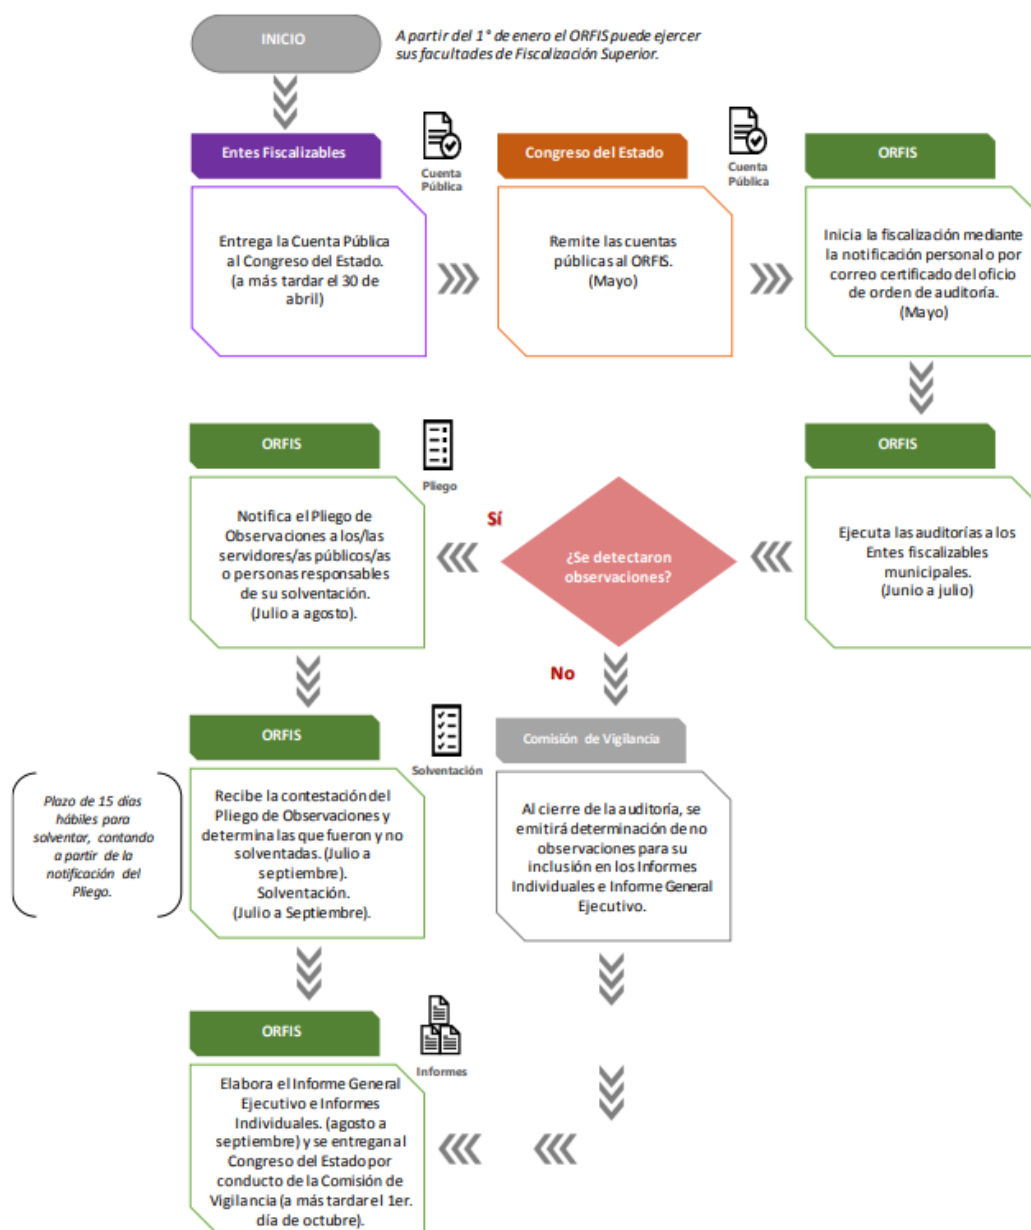 INICIO
A partir del 1° de enero el ORFIS puede ejercer
sus facultades de Fiscalización Superior.
Entes Fiscalizables
Cuenta
Pública
Entrega la Cuenta Pública
al Congreso del Estado.
(a más tardar el 30 de
abril)
Congreso del Estado
Cuenta
Pública
Remite las cuentas
públicas al ORFIS.
(Mayo)
ORFIS
Inicia la fiscalización mediante
la notificación personal o por
correo certificado del oficio
de orden de auditoría.
(Mayo)
ORFIS
Ejecuta las auditorías a los
Entes fiscalizables
municipales.
(Junio a julio)
¿Se detectaron
observaciones?
Sí
ORFIS
Pliego
Notifica el Pliego de
Observaciones a los/las
servidores/as públicos/as
o personas responsables
de su solventación.
(Julio a agosto).
No
ORFIS
Solventación
Plazo de 15 días
hábiles para
solventar, contando
a partir de la
notificación del
Pliego.
Recibe la contestación del
Pliego de Observaciones y
determina las que fueron y no
solventadas. (Julio a
septiembre).
Solventación.
(Julio a Septiembre).
Comisión de Vigilancia
Al cierre de la auditoría, se
emitirá determinación de no
observaciones para su
inclusión en los Informes
Individuales e Informe General
Ejecutivo.
ORFIS
Informes
Elabora el Informe General
Ejecutivo e Informes
Individuales. (agosto a
septiembre) y se entregan al
Congreso del Estado por
conducto de la Comisión de
Vigilancia (a más tardar el 1er.
día de octubre).